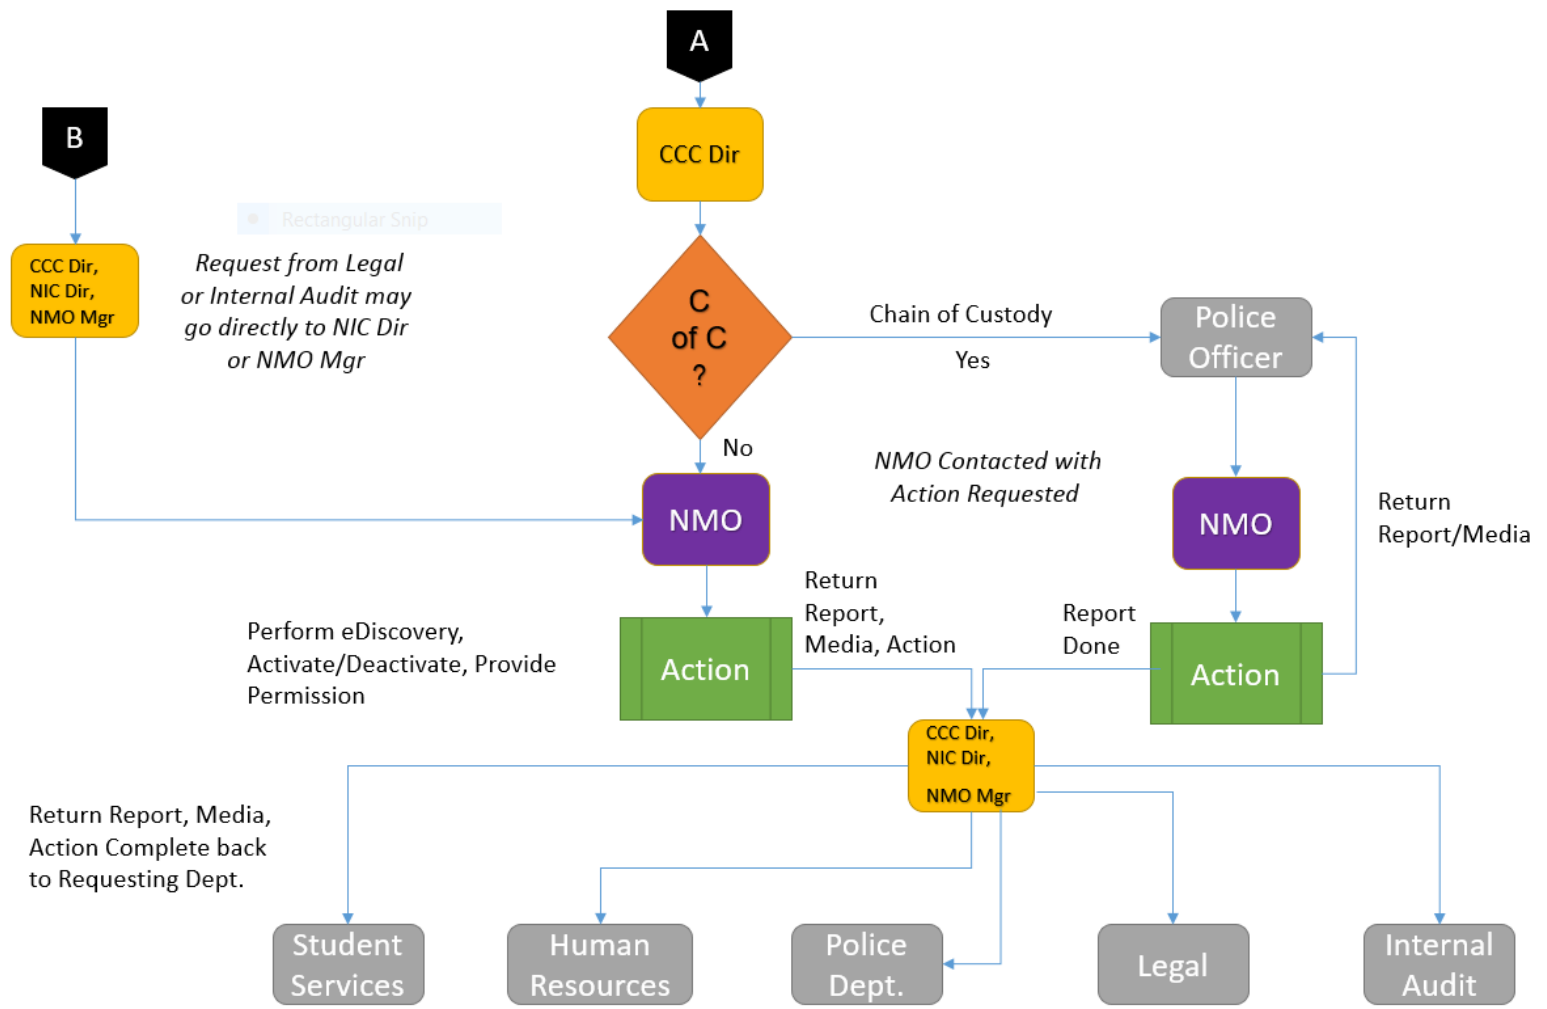 A
CCC Dir
B
Rectangular Snip
CCC Dir,
NIC Dir,
NMO Mgr
Request from Legal
or Internal Audit may
go directly to NIC Dir
or NMO Mgr
C
of C
?
Chain of Custody
Yes
Police
Officer
No
NMO
NMO Contacted with
Action Requested
NMO
Return
Report/Media
Perform eDiscovery,
Activate/Deactivate, Provide
Permission
Action
Return
Report,
Media, Action
Report
Done
Action
CCC Dir,
NIC Dir,
NMO Mgr
Return Report, Media,
Action Complete back
to Requesting Dept.
Student
Services
Human
Resources
Police
Dept.
Legal
Internal
Audit